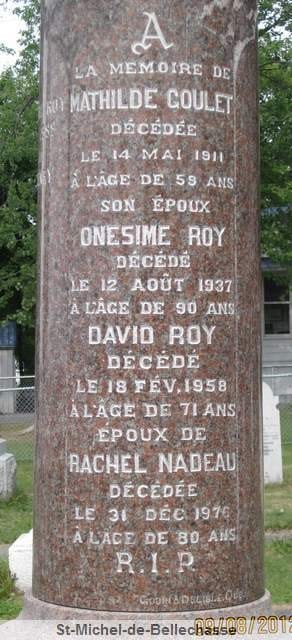 À
LA MÉMOIRE DE
MATHILDE GOULET
DÉCÉDÉE
LE 14 MAI 1911
À L'ÂGE DE 59 ANS
SON ÉPOUX
ONESIME ROY
DÉCÉDÉ
LE 12 AOÛT 1937
À L'ÂGE DE 90 ANS
DAVID ROY
DÉCÉDÉ
LE 18 FÉV. 1958
À L'ÂGE DE 71 ANS
ÉPOUX DE
RACHEL NADEAU
DÉCÉDÉE
LE 31 DÉC 1976
À L'ÂGE DE 80 ANS
R.I.P.
09/08/2012
St-Michel-de-Bellechasse